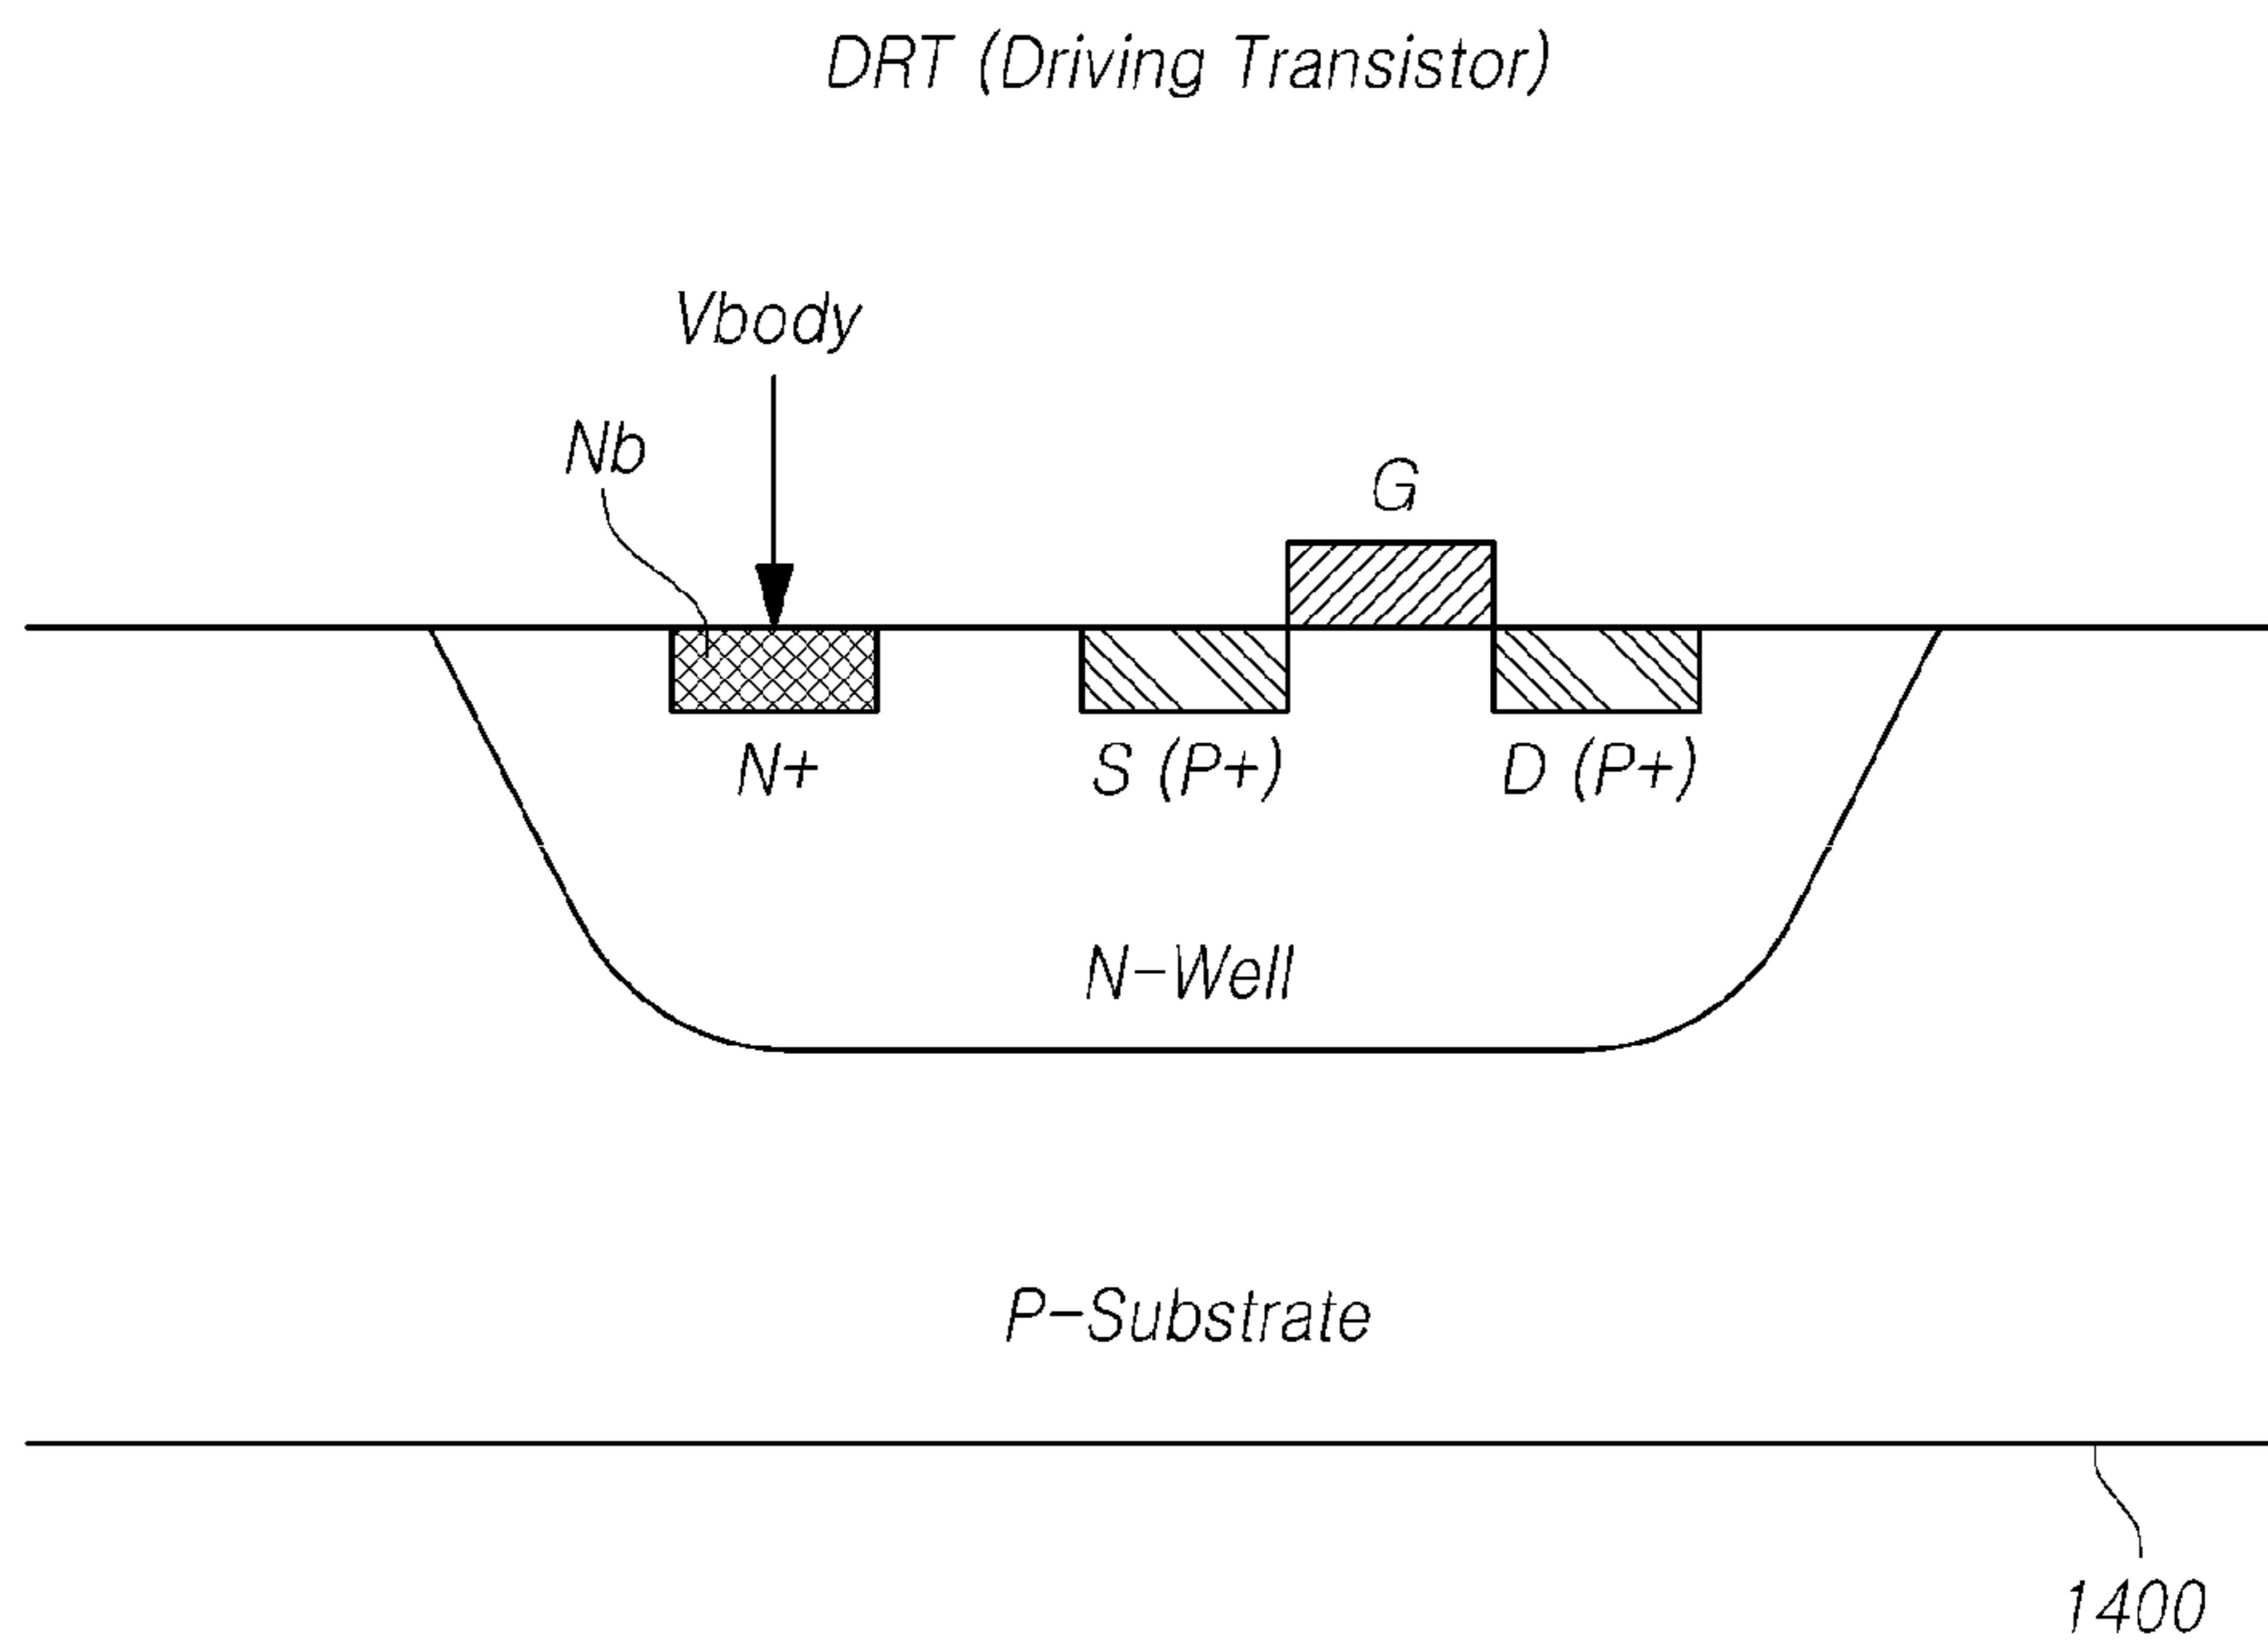 DRT (Driving Transistor)
Vbody
Nb
G
N+
S (P+)
D (P+)
N-Well
P-Substrate
1400